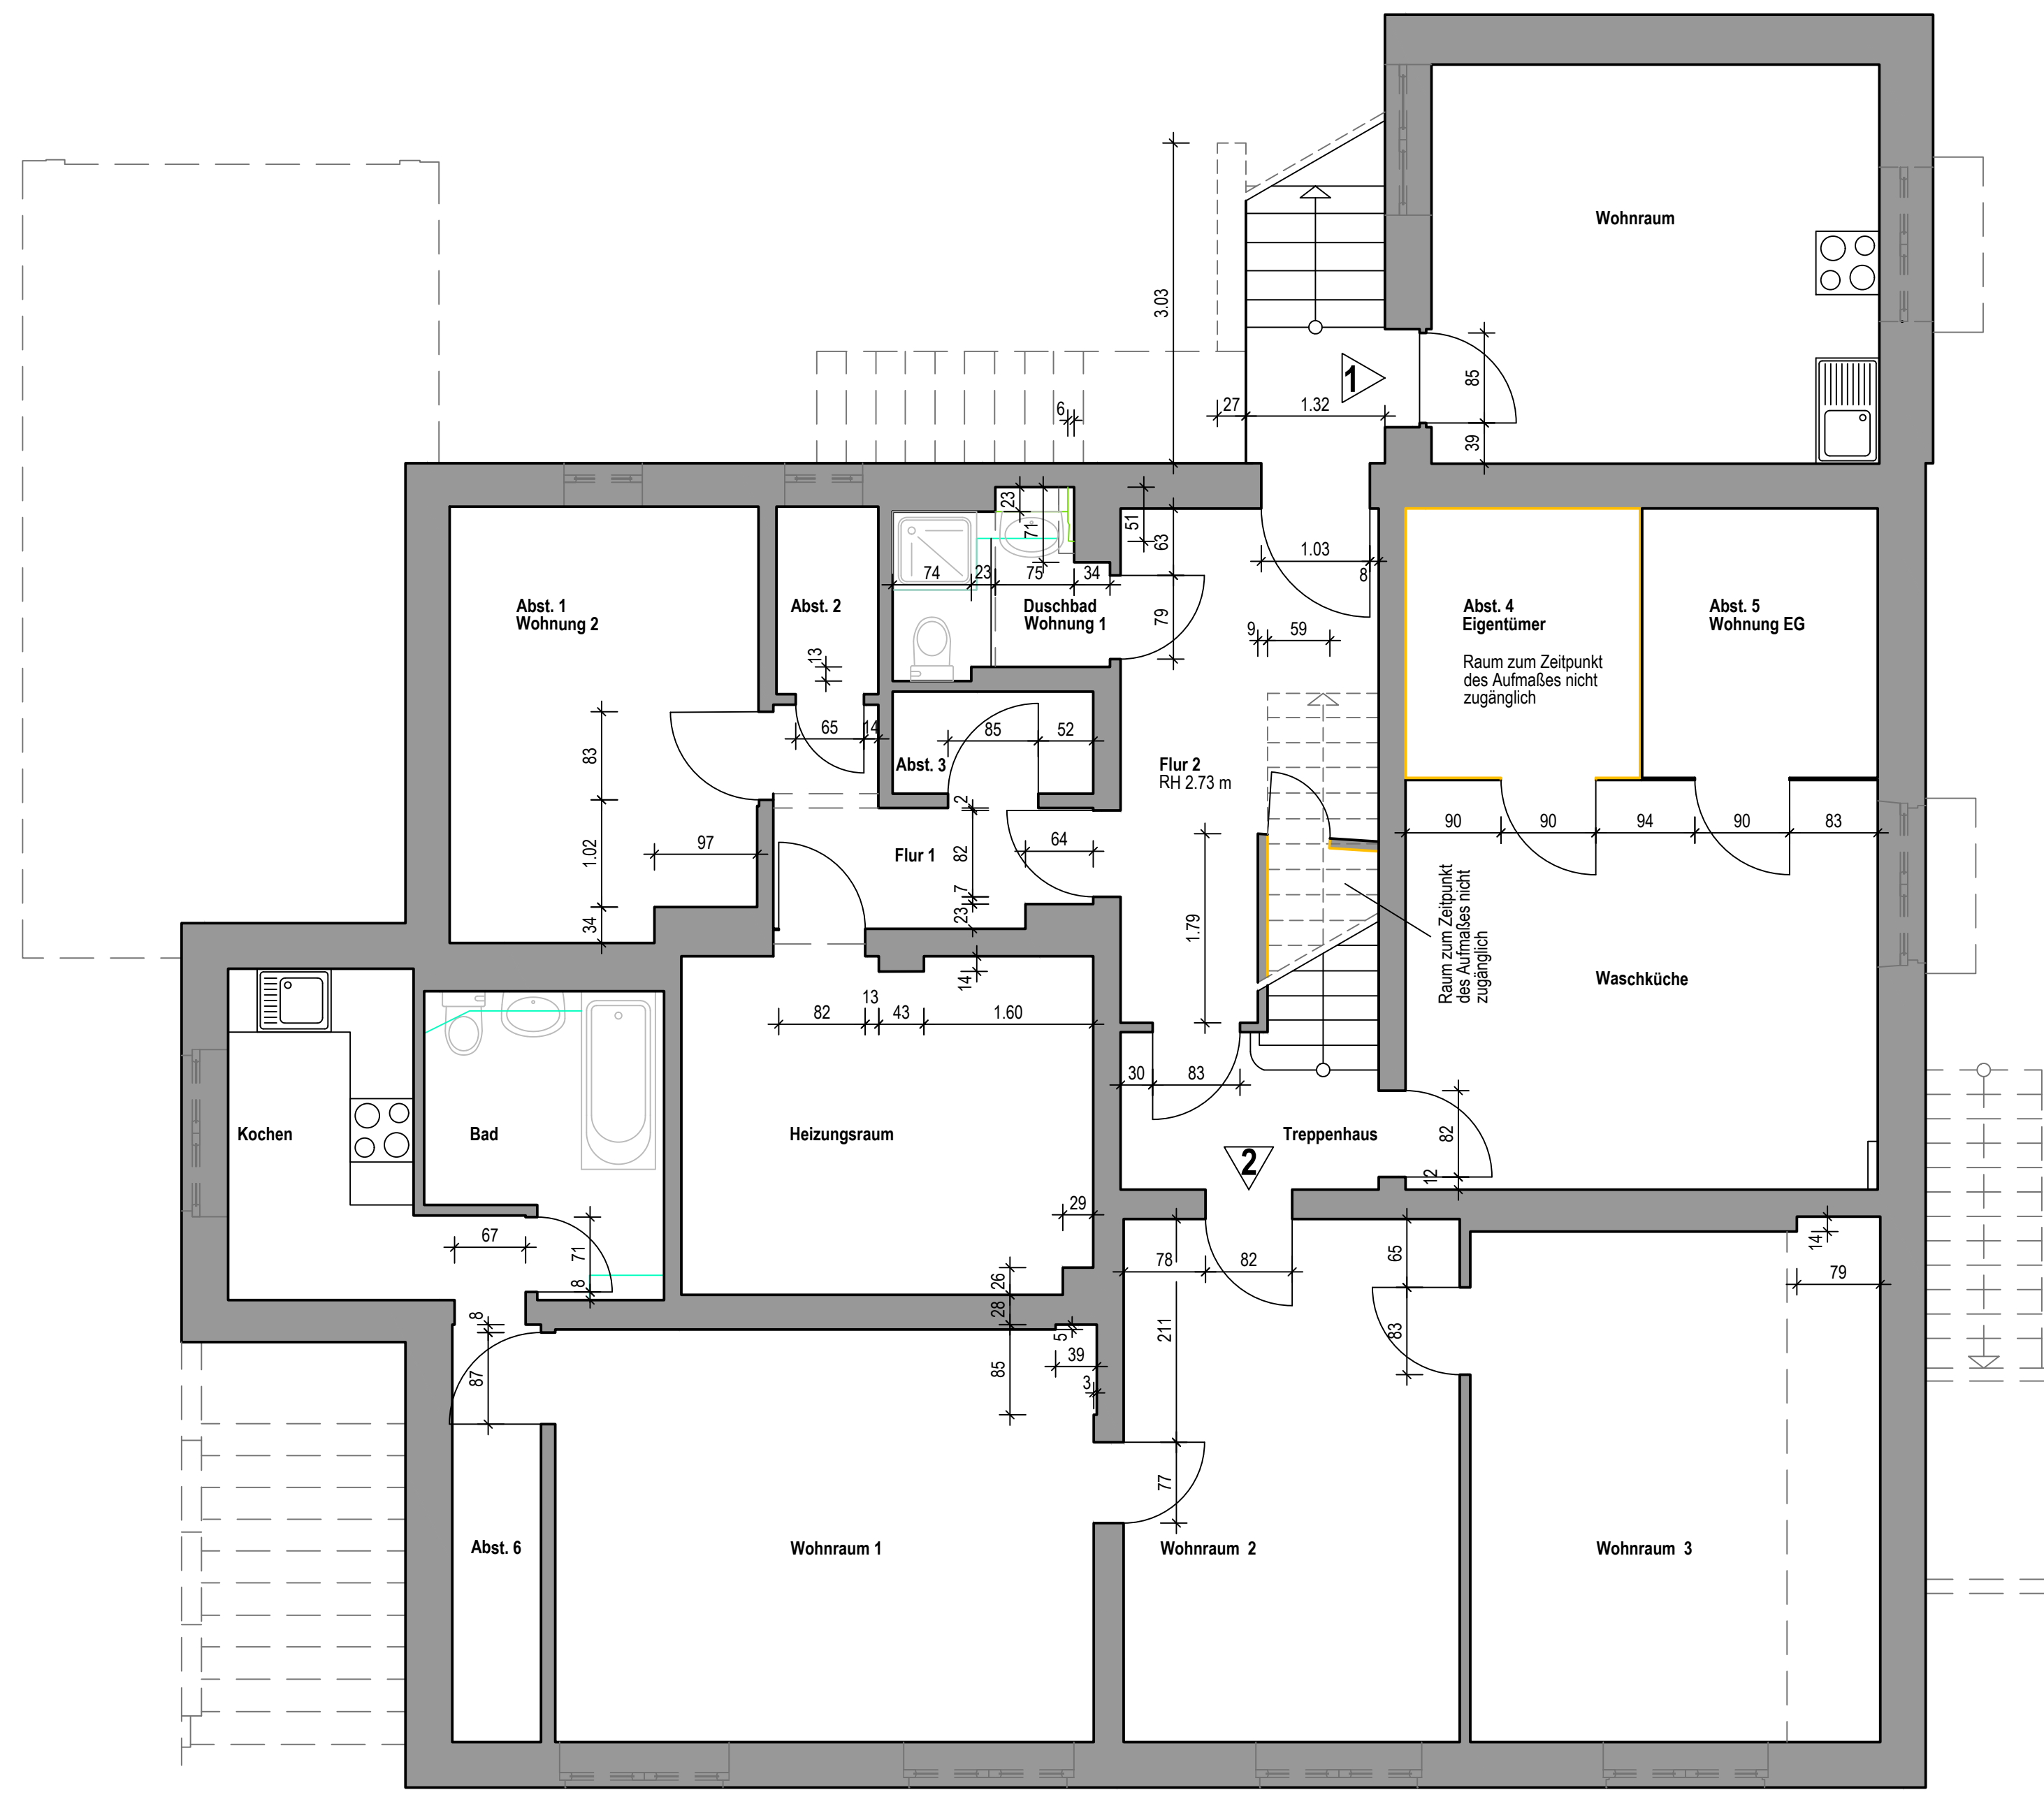 Wohnraum
3.03
1
85
6
27
1.32
39
23
71
51
63
1.03
8
74
23
75
34
Abst. 1
Wohnung 2
Abst. 2
Duschbad
Wohnung 1
79
Abst. 4
Eigentümer
Abst. 5
Wohnung EG
9
59
13
Raum zum Zeitpunkt
des Aufmaßes nicht
zugänglich
83
65
14
85
52
Abst. 3
Flur 2
RH 2.73 m
2
90
90
94
90
83
1.02
97
Flur 1
82
64
7
34
23
1.79
Raum zum Zeitpunkt
des Aufmaßes nicht
zugänglich
14
Waschküche
82
13
43
1.60
30
83
Kochen
Bad
Heizungsraum
Treppenhaus
82
2
12
29
67
71
8
78
82
65
14
79
26
28
8
5
211
83
39
85
87
3
77
Abst. 6
Wohnraum 1
Wohnraum 2
Wohnraum 3